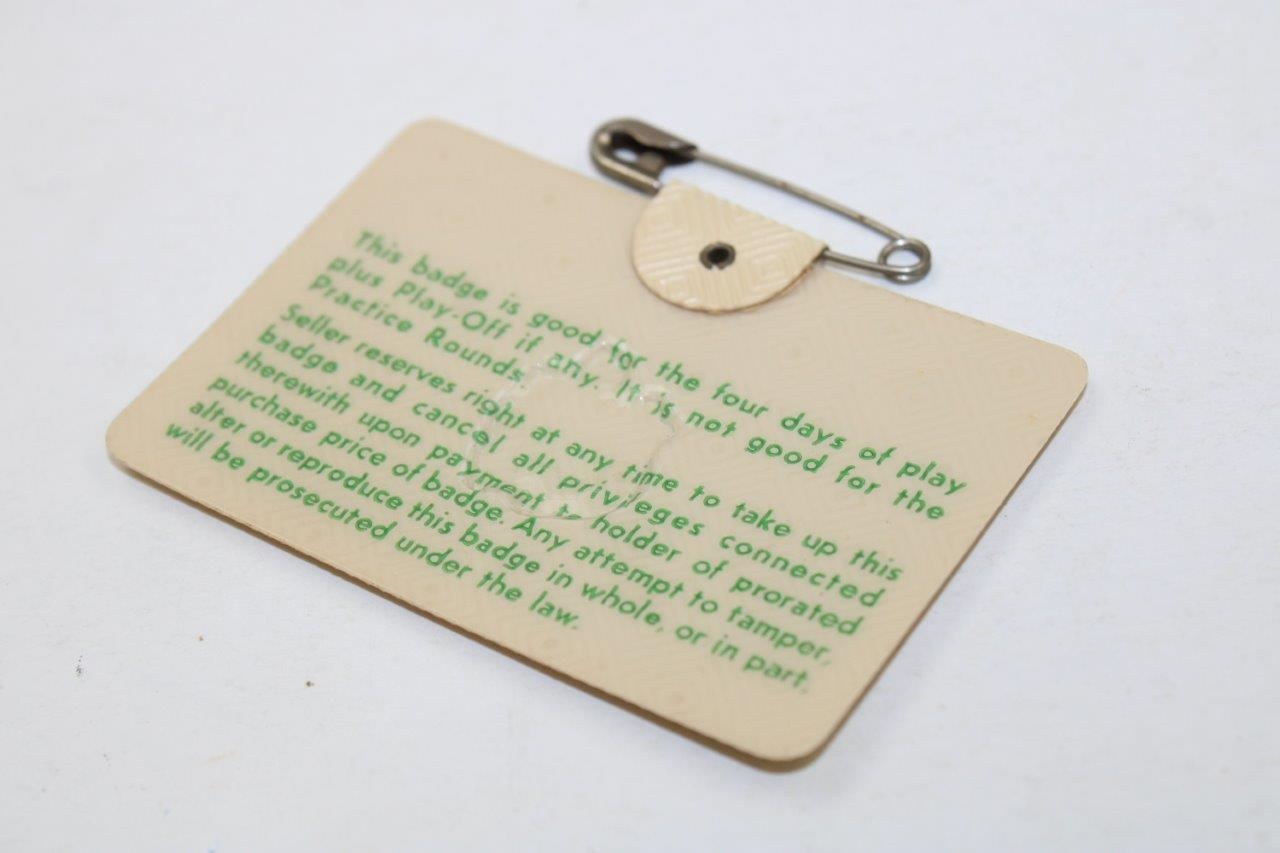 This badge is good for the four days of play
plus Play-Off if any. It is not good for the
Practice Rounds.
Seller reserves right at any time to take up this
badge and cancel all privileges connected
therewith upon payment to holder of prorated
purchase price of badge. Any attempt to tamper,
alter or reproduce this badge in whole, or in part,
will be prosecuted under the law.